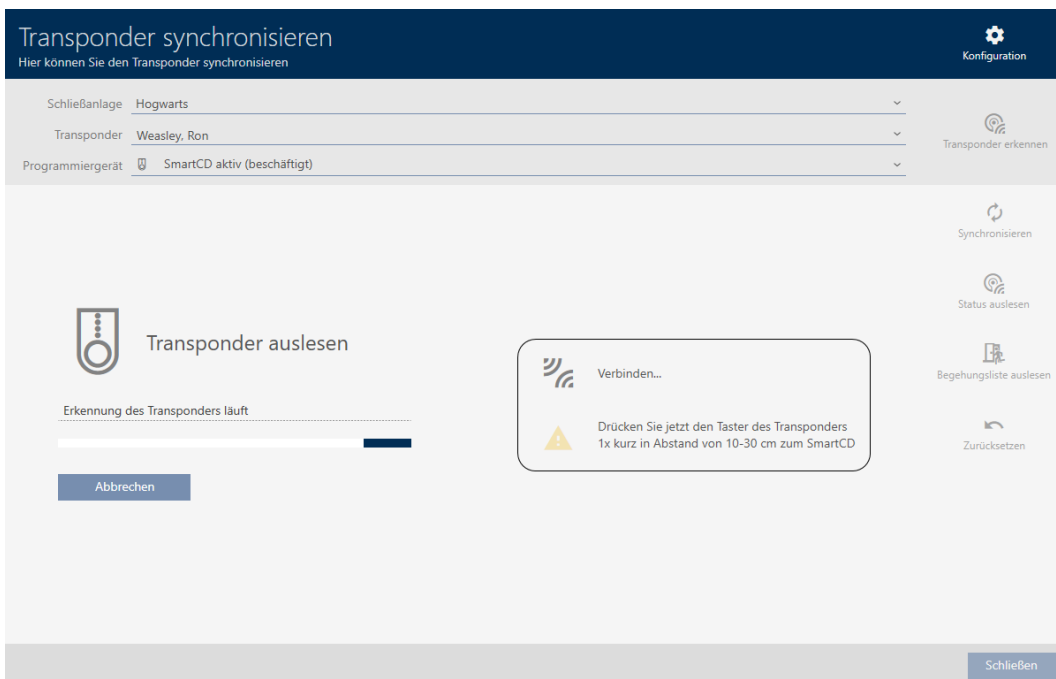 Transponder synchronisieren
Hier können Sie den Transponder synchronisieren
Konfiguration
Schließanlage Hogwarts
Transponder Weasley, Ron
Programmiergerät SmartCD aktiv (beschäftigt)
Transponder erkennen
Synchronisieren
Status auslesen
Begehungsliste auslesen
Zurücksetzen
Transponder auslesen
Erkennung des Transponders läuft
Abbrechen
Verbinden...
Drücken Sie jetzt den Taster des Transponders
1x kurz in Abstand von 10-30 cm zum SmartCD
Schließen